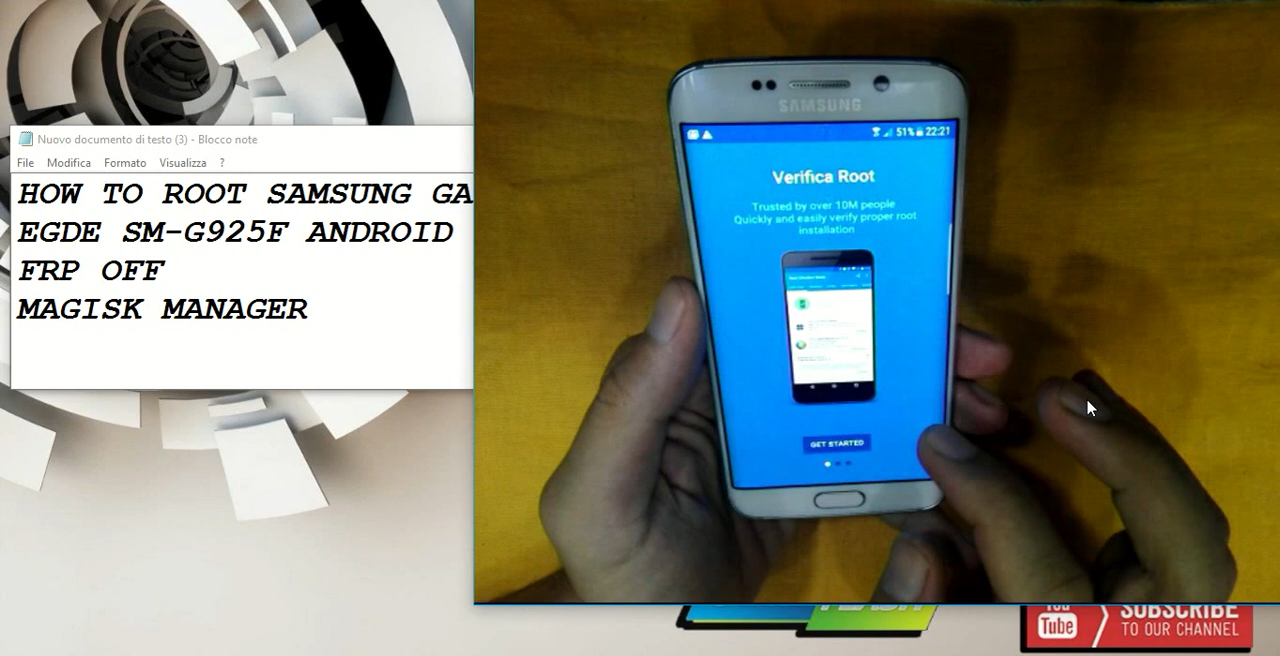 Nuovo documento di testo (3) - Blocco note
File Modifica Formato Visualizza ?
HOW TO ROOT SAMSUNG GA
EGDE SM-G925F ANDROID
FRP OFF
MAGISK MANAGER
SAMSUNG
51% 22:21
Verifica Root
Trusted by over 10M people
Quickly and easily verify proper root
installation
GET STARTED
FLASH
You
Tube
SUBSCRIBE
TO OUR CHANNEL